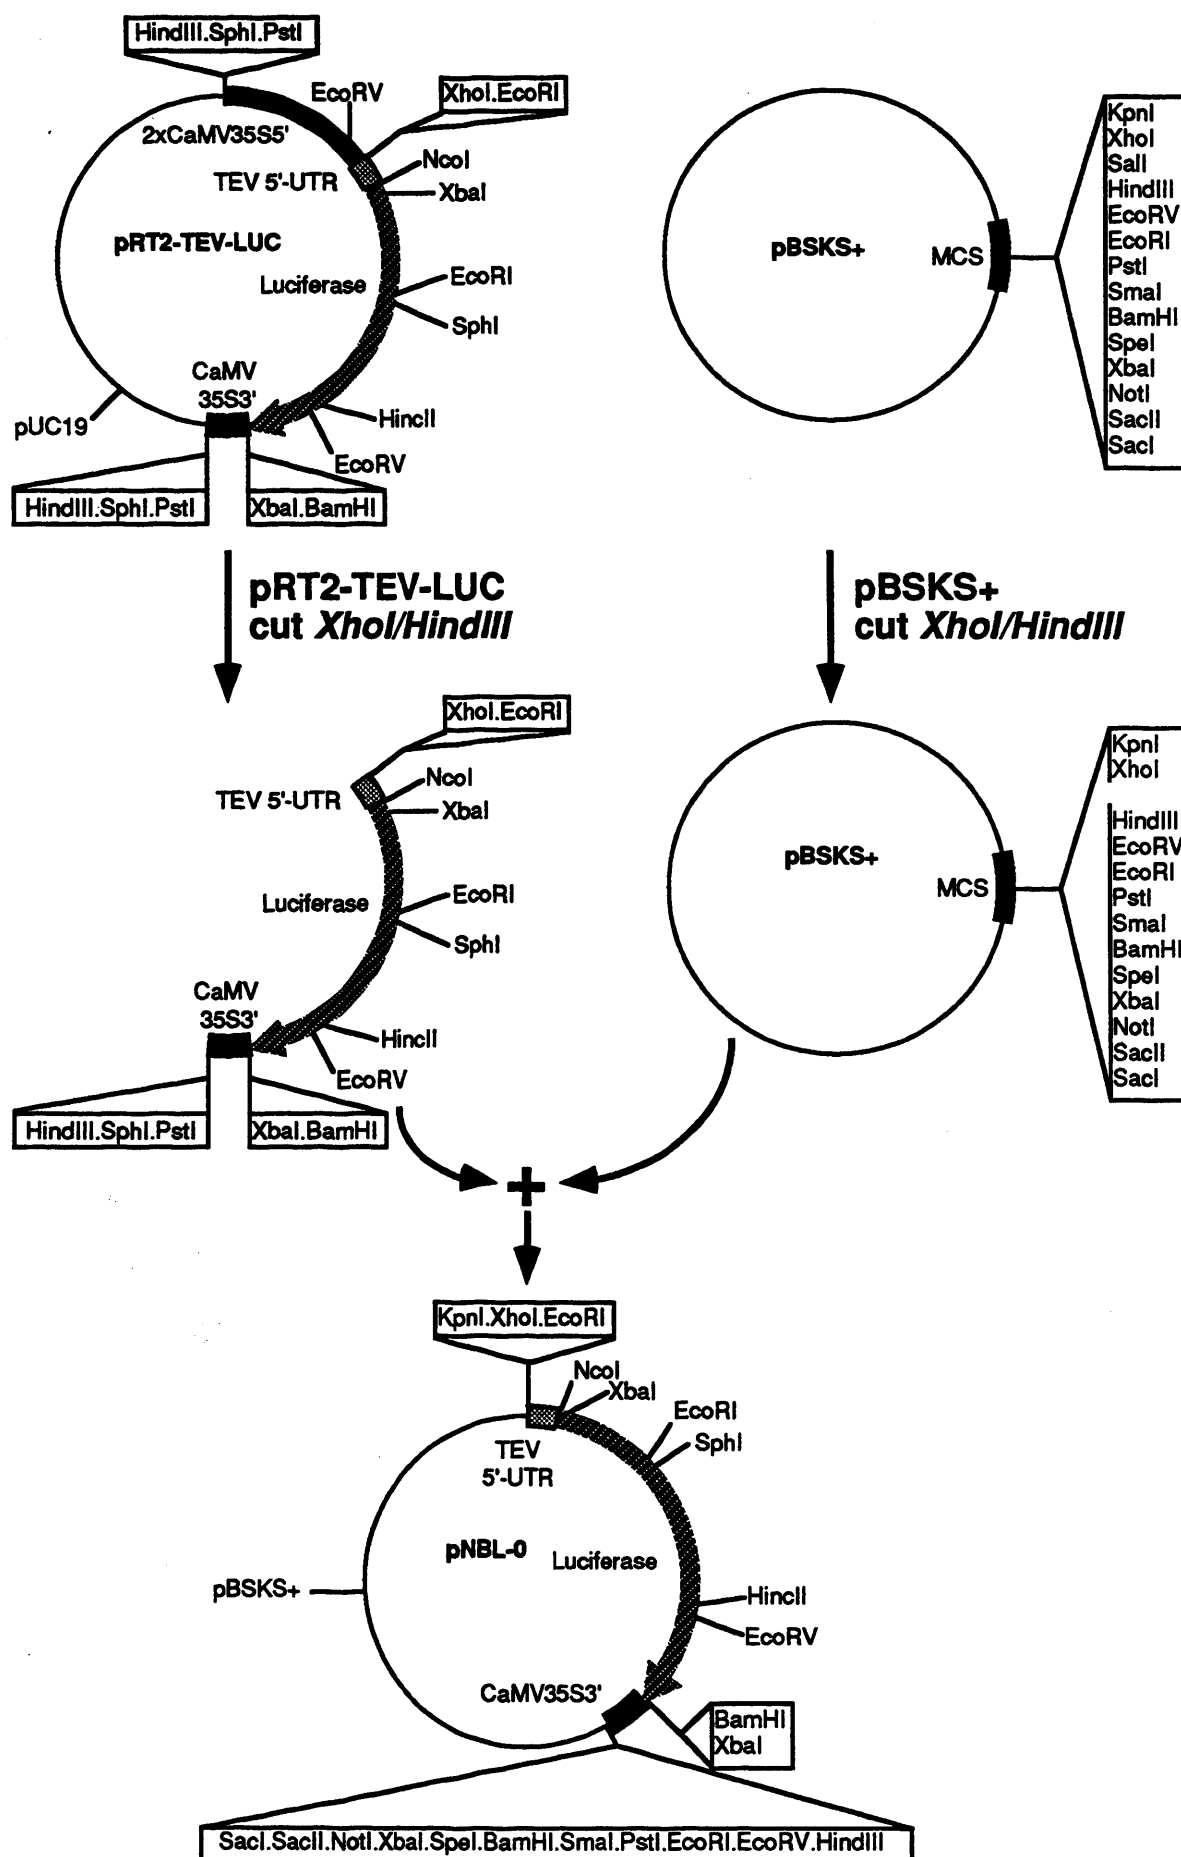 HindIII.SphI.PstI
EcoRV
XhoI.EcoRI
2xCaMV35S5'
NcoI
TEV 5'-UTR
XbaI
pRT2-TEV-LUC
Luciferase
EcoRI
SphI
CaMV
35S3'
pUC19
HincII
EcoRV
HindIII.SphI.PstI
XbaI.BamHI
pBSKS+
MCS
KpnI
XhoI
SalI
HindIII
EcoRV
EcoRI
PstI
SmaI
BamHI
SpeI
XbaI
NotI
SacII
SacI
pRT2-TEV-LUC
cut XhoI/HindIII
pBSKS+
cut XhoI/HindIII
XhoI.EcoRI
NcoI
TEV 5'-UTR
XbaI
Luciferase
EcoRI
SphI
CaMV
35S3'
HincII
EcoRV
HindIII.SphI.PstI
XbaI.BamHI
pBSKS+
MCS
KpnI
XhoI
HindIII
EcoRV
EcoRI
PstI
SmaI
BamHI
SpeI
XbaI
NotI
SacII
SacI
+
KpnI.XhoI.EcoRI
NcoI
XbaI
EcoRI
SphI
TEV
5'-UTR
pNBL-0
Luciferase
pBSKS+
HincII
EcoRV
CaMV35S3'
BamHI
XbaI
SacI.SacII.NotI.XbaI.SpeI.BamHI.SmaI.PstI.EcoRI.EcoRV.HindIII